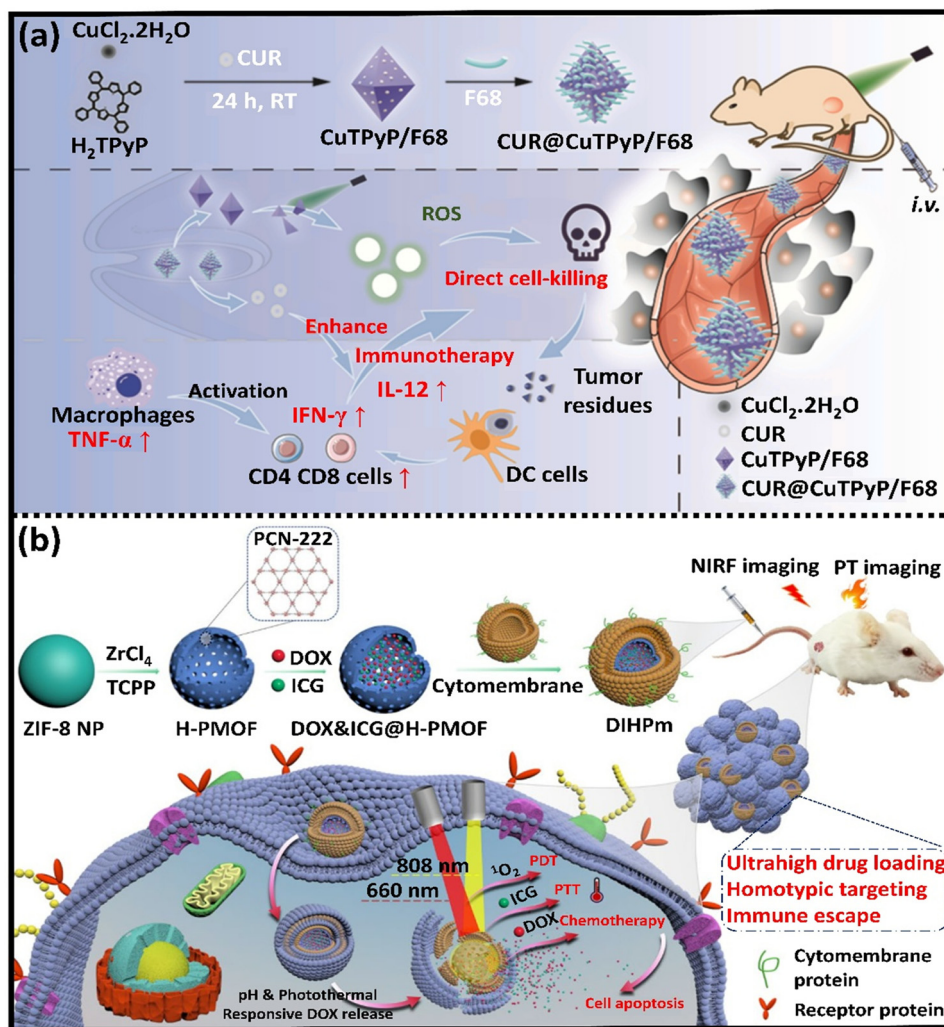 (a)
CuCl₂.2H₂O
H₂TPyP
CUR
24 h, RT
CuTPyP/F68
F68
CUR@CuTPyP/F68
i.v.
ROS
Direct cell-killing
Enhance
Immunotherapy
IL-12 ↑
Macrophages
TNF-α ↑
Activation
IFN-γ ↑
CD4 CD8 cells ↑
DC cells
Tumor
residues
CuCl₂.2H₂O
CUR
CuTPyP/F68
CUR@CuTPyP/F68
(b)
PCN-222
NIRF imaging
PT imaging
ZIF-8 NP
ZrCl₄
TCPP
H-PMOF
DOX
ICG
DOX&ICG@H-PMOF
Cytomembrane
DIHPm
808 nm
660 nm
¹O₂
PDT
ICG
PTT
DOX
Chemotherapy
Cell apoptosis
pH & Photothermal
Responsive DOX release
Ultrahigh drug loading
Homotypic targeting
Immune escape
Cytomembrane
protein
Receptor protein